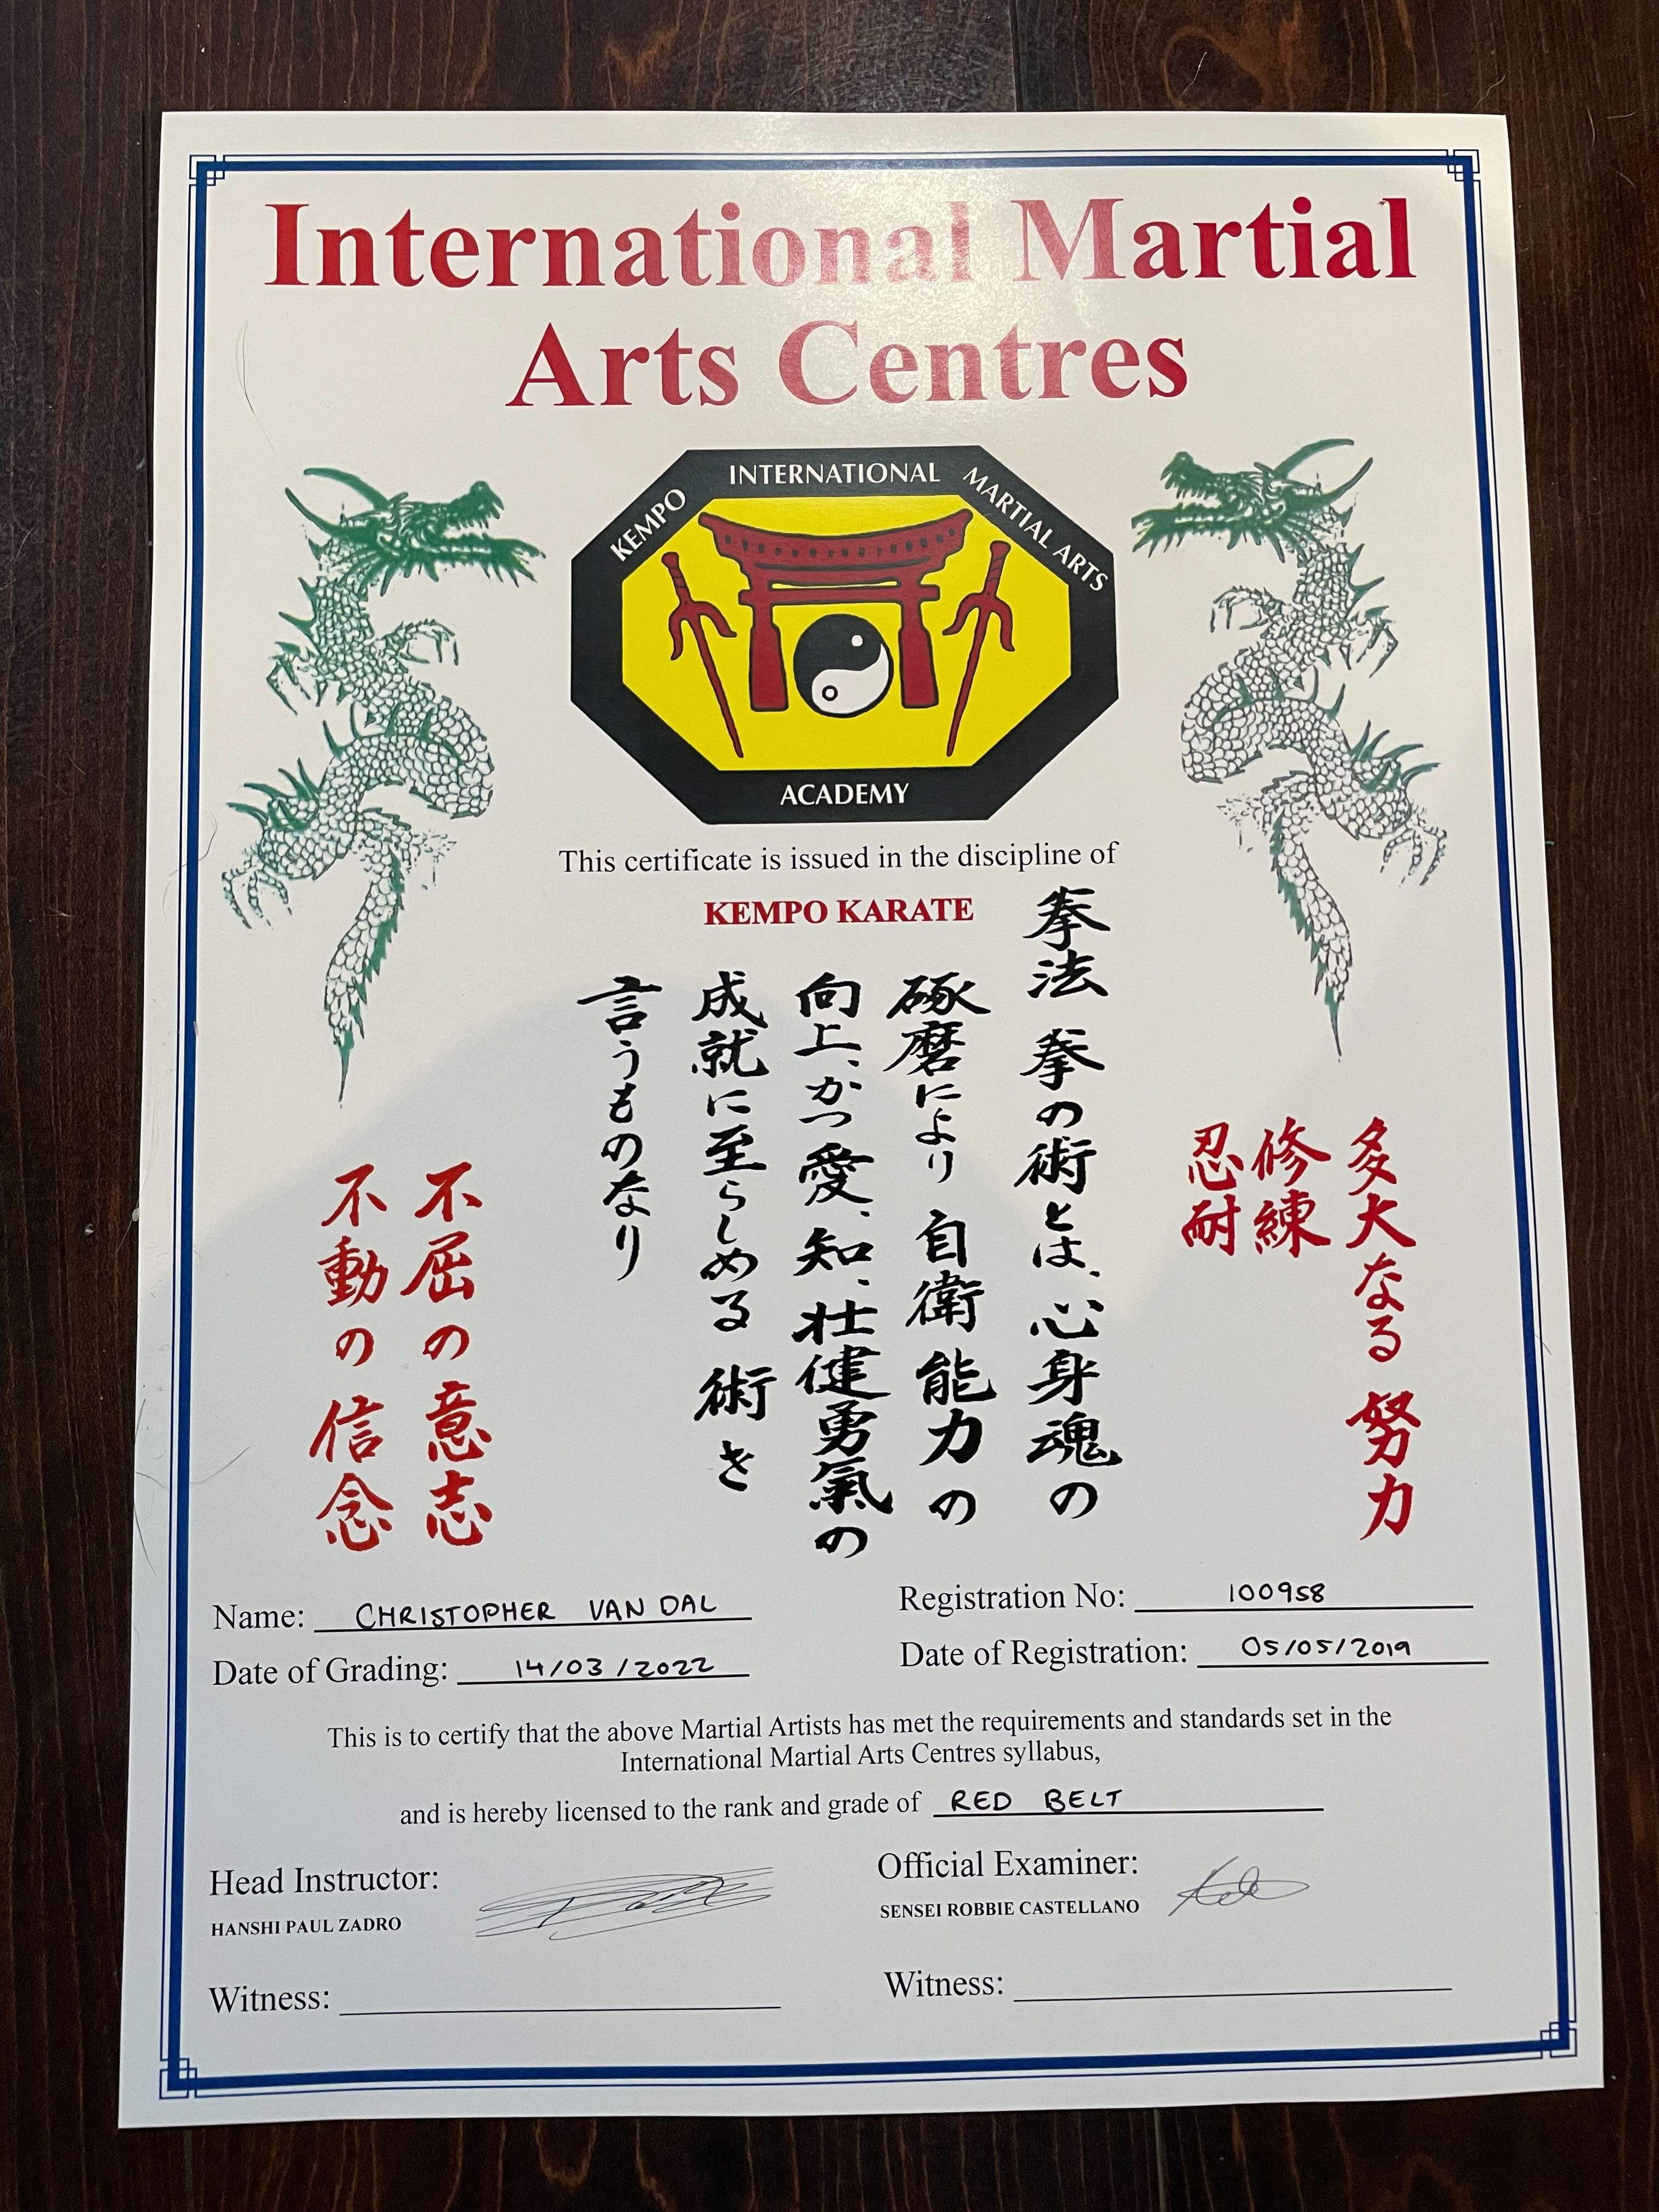 International Martial
Arts Centres
KEMPO INTERNATIONAL MARTIAL ARTS
ACADEMY
This certificate is issued in the discipline of
KEMPO KARATE
多大なる努力
修練
忍耐
拳法 拳の術とは、心身魂の
琢磨により自衛能力の
向上、かつ愛、知、壮健勇氣の
成就に至らしめる術を
言うものなり
不屈の意志
不動の信念
Name: CHRISTOPHER VAN DAL
Registration No: 100958
Date of Grading: 14/03/2022
Date of Registration: 05/05/2019
This is to certify that the above Martial Artists has met the requirements and standards set in the
International Martial Arts Centres syllabus,
and is hereby licensed to the rank and grade of RED BELT
Head Instructor:
HANSHI PAUL ZADRO
Official Examiner:
SENSEI ROBBIE CASTELLANO
Witness:
Witness: